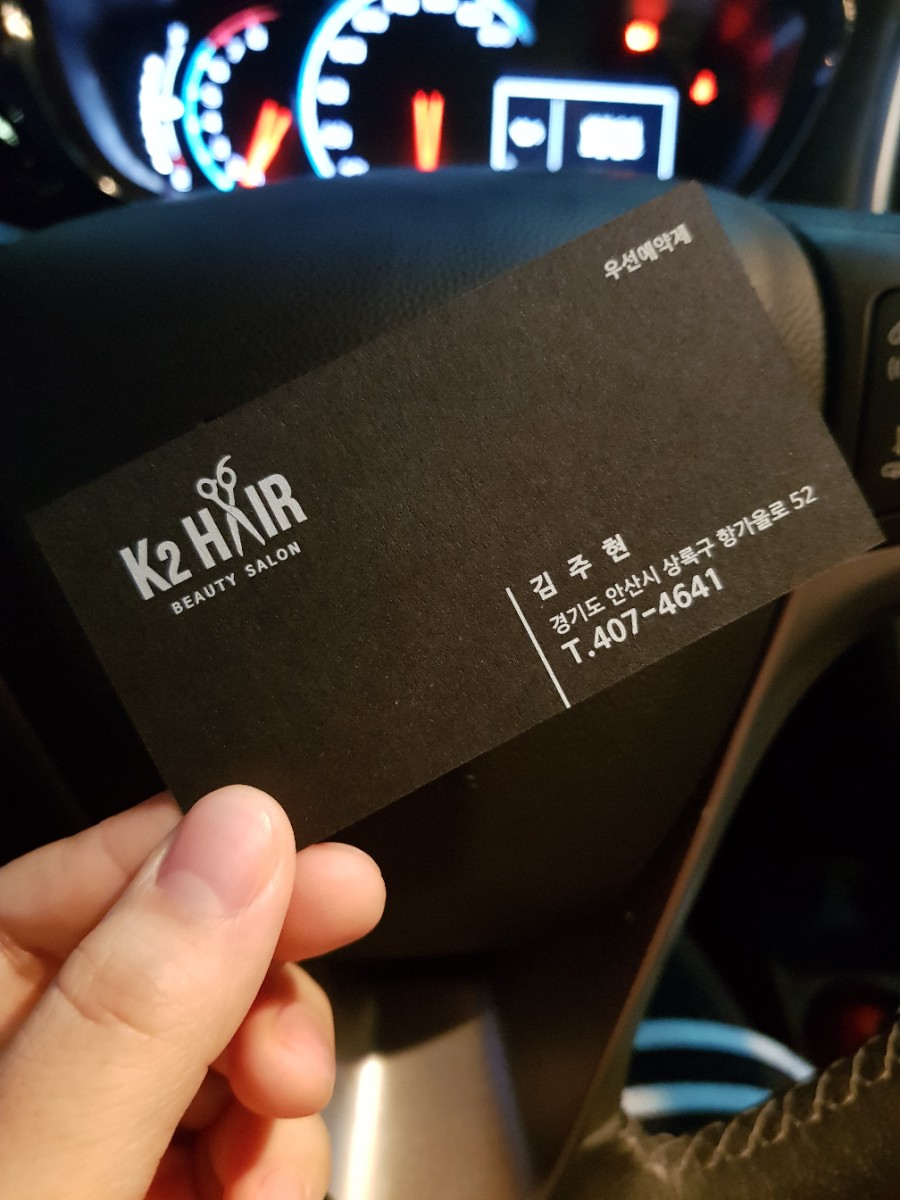 우선예약제
K2 HAIR
BEAUTY SALON
김주현
경기도 안산시 상록구 항가울로 52
T.407-4641